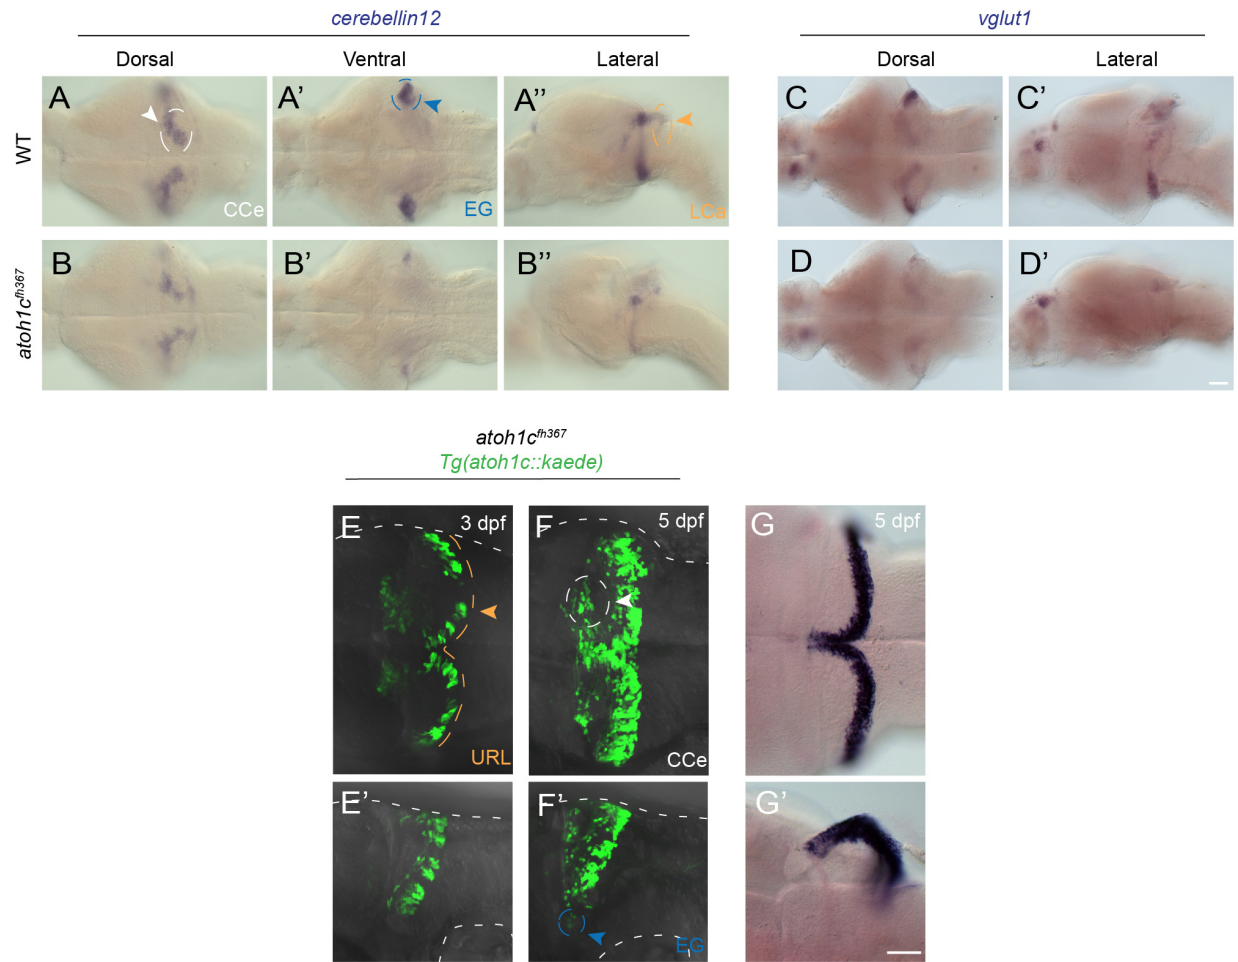 cerebellin12
vglut1
Dorsal
Ventral
Lateral
Dorsal
Lateral
WT
A
CCe
A’
EG
A’’
LCa
C
C’
atoh1cfh367
B
B’
B’’
D
D’
atoh1cfh367
Tg(atoh1c::kaede)
E
3 dpf
URL
F
5 dpf
CCe
G
5 dpf
E’
F’
EG
G’